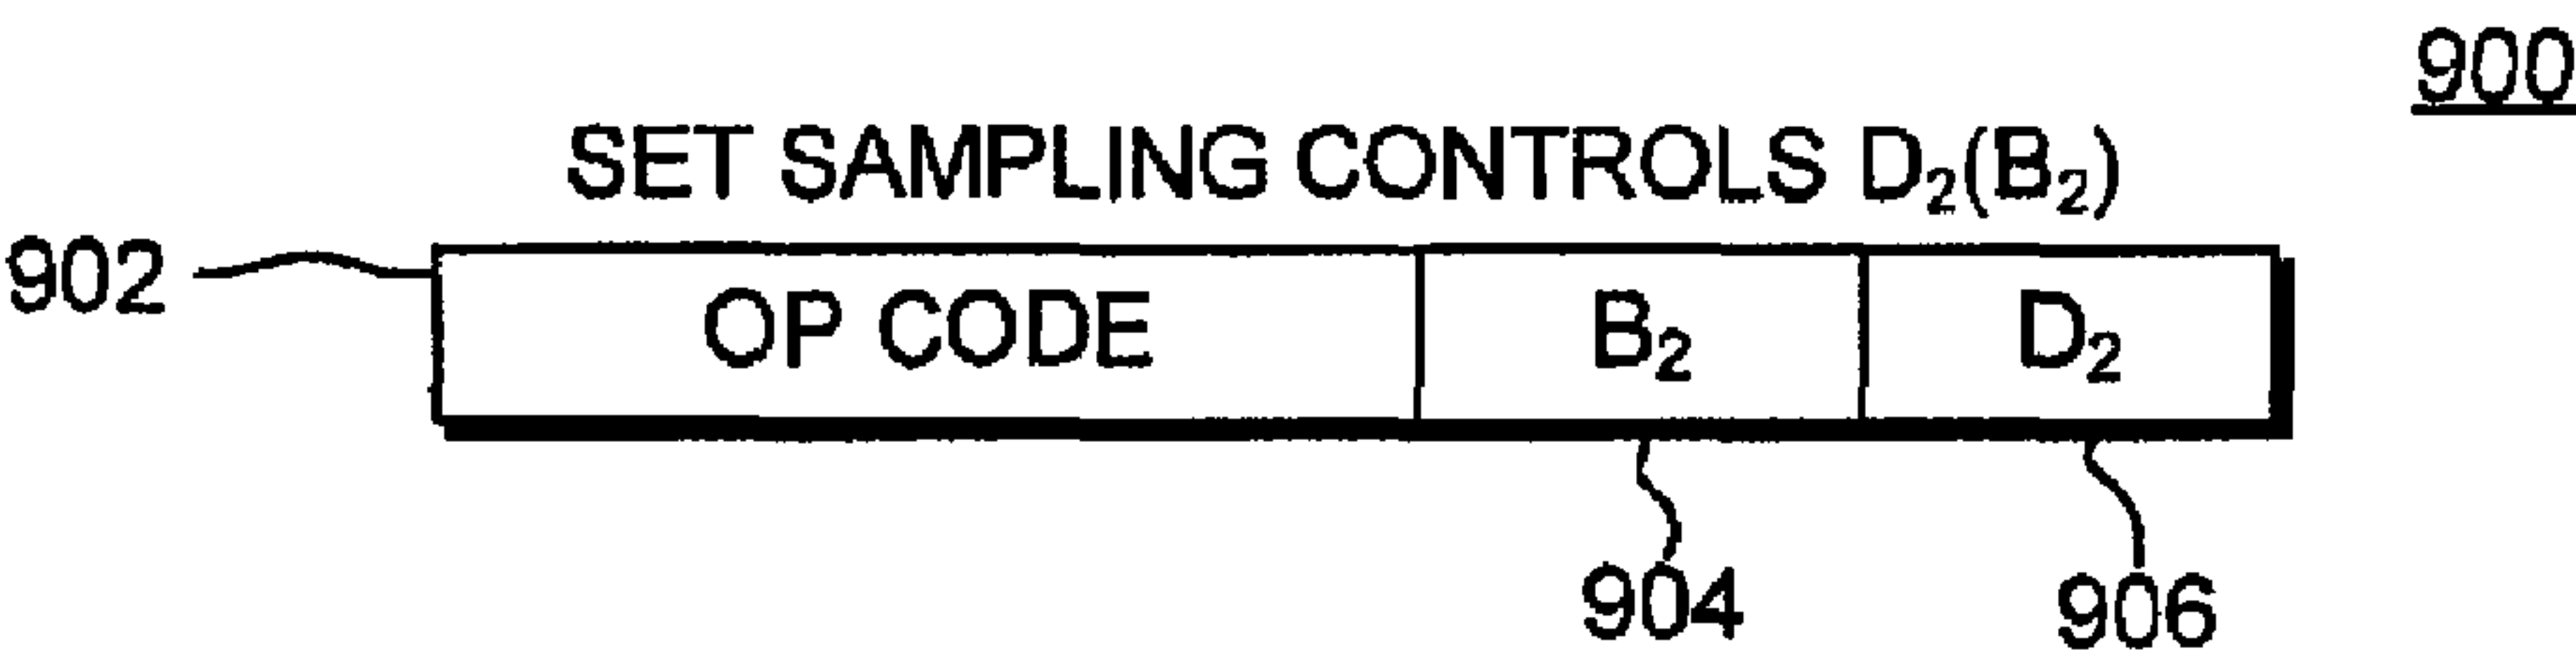 900
SET SAMPLING CONTROLS D₂(B₂)
902 OP CODE B₂ D₂
904 906